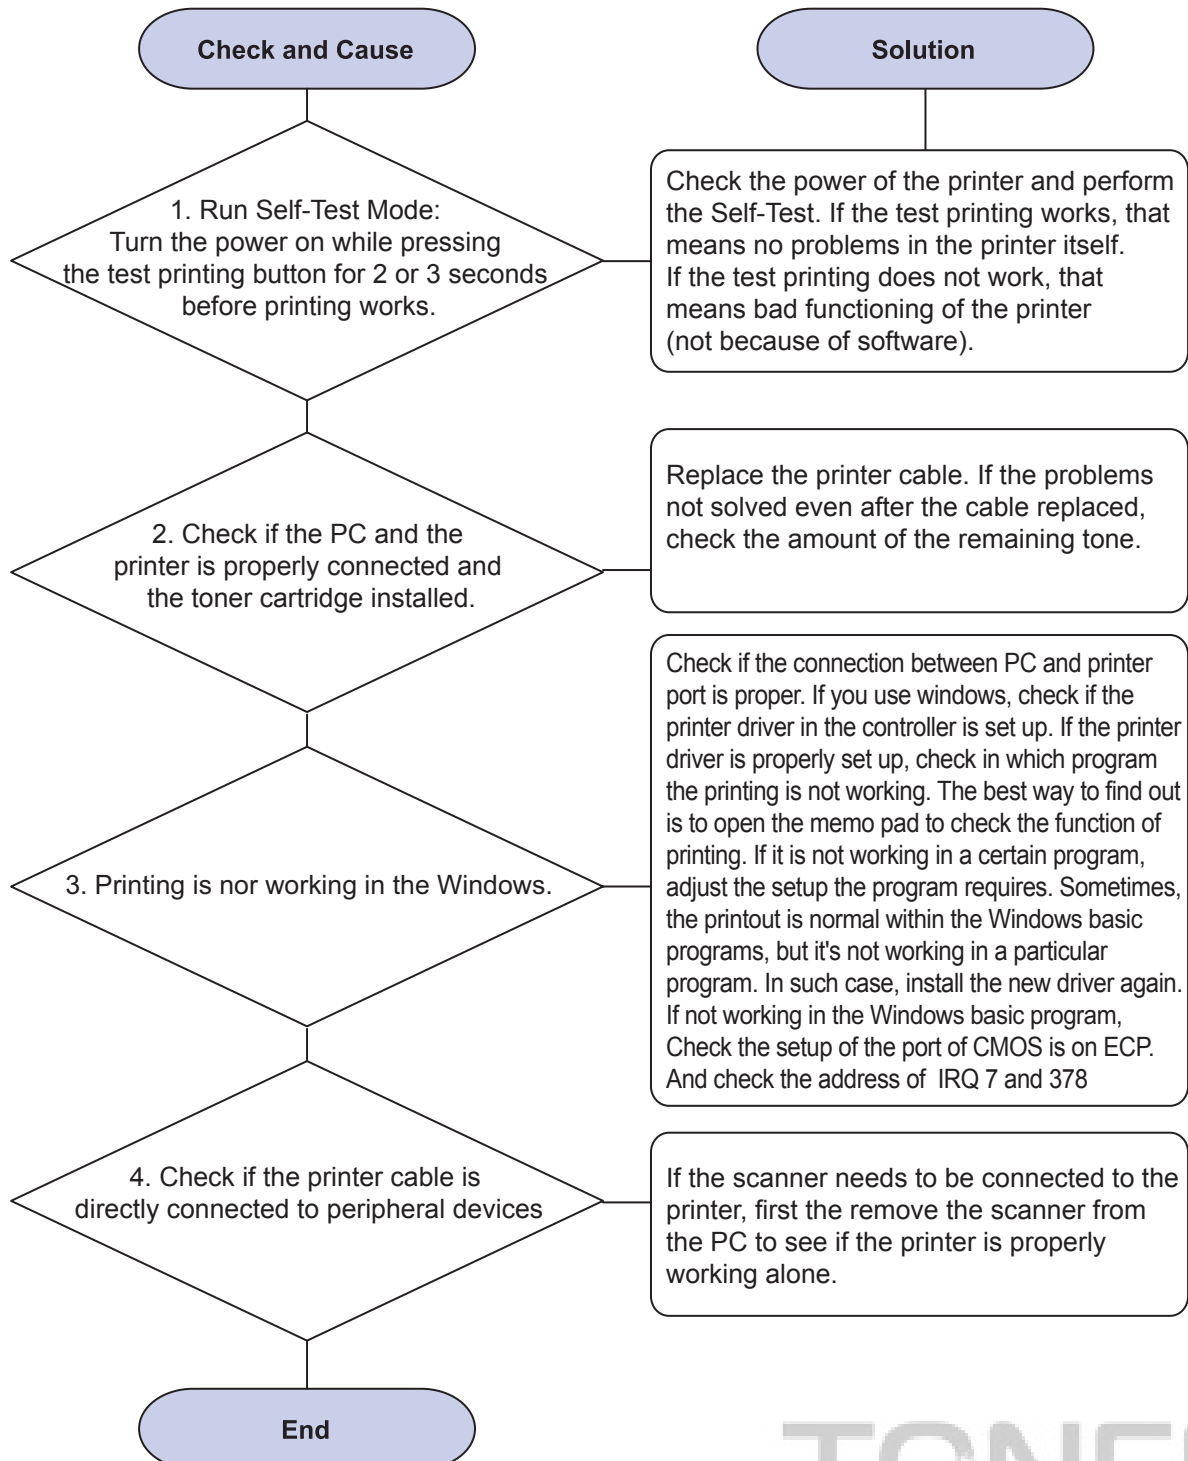 Check and Cause
Solution
1. Run Self-Test Mode:
Turn the power on while pressing
the test printing button for 2 or 3 seconds
before printing works.
Check the power of the printer and perform
the Self-Test. If the test printing works, that
means no problems in the printer itself.
If the test printing does not work, that
means bad functioning of the printer
(not because of software).
2. Check if the PC and the
printer is properly connected and
the toner cartridge installed.
Replace the printer cable. If the problems
not solved even after the cable replaced,
check the amount of the remaining tone.
3. Printing is nor working in the Windows.
Check if the connection between PC and printer
port is proper. If you use windows, check if the
printer driver in the controller is set up. If the printer
driver is properly set up, check in which program
the printing is not working. The best way to find out
is to open the memo pad to check the function of
printing. If it is not working in a certain program,
adjust the setup the program requires. Sometimes,
the printout is normal within the Windows basic
programs, but it's not working in a particular
program. In such case, install the new driver again.
If not working in the Windows basic program,
Check the setup of the port of CMOS is on ECP.
And check the address of IRQ 7 and 378
4. Check if the printer cable is
directly connected to peripheral devices
If the scanner needs to be connected to the
printer, first the remove the scanner from
the PC to see if the printer is properly
working alone.
End